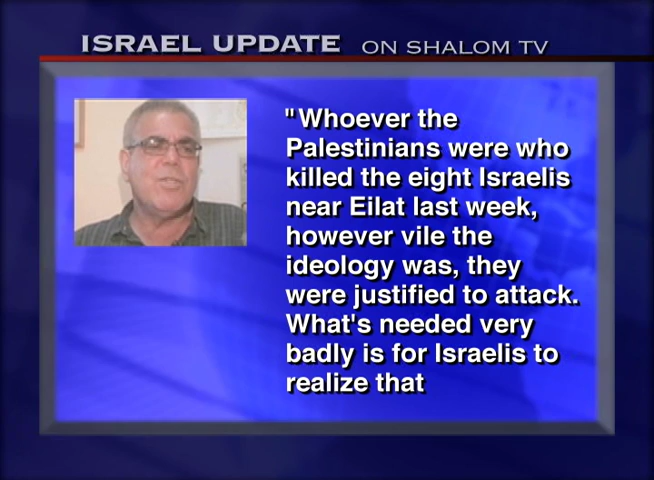 ISRAEL UPDATE ON SHALOM TV
"Whoever the
Palestinians were who
killed the eight Israelis
near Eilat last week,
however vile the
ideology was, they
were justified to attack.
What's needed very
badly is for Israelis to
realize that